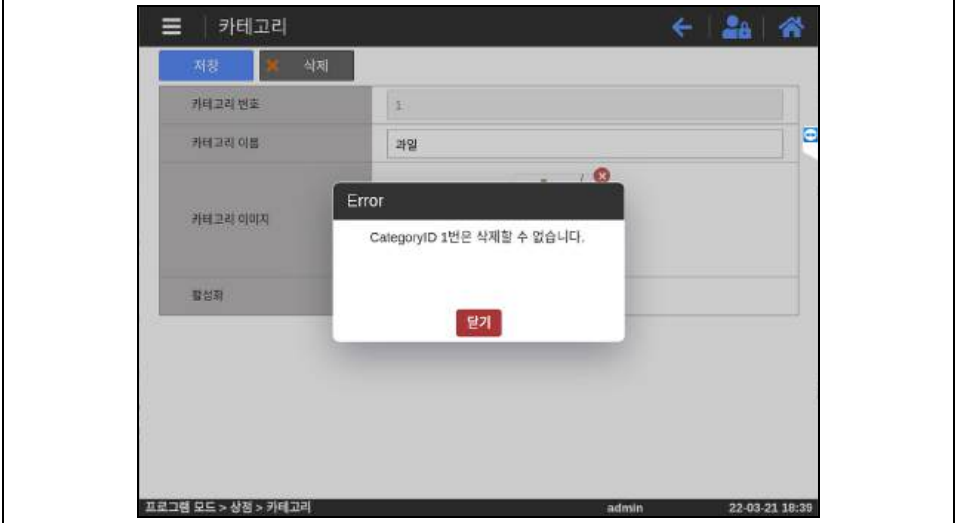 카테고리
저장
삭제
카테고리 번호
1
카테고리 이름
과일
카테고리 이미지
Error
CategoryID 1번은 삭제할 수 없습니다.
닫기
활성화
프로그램 모드 > 상점 > 카테고리
admin
22-03-21 18:39